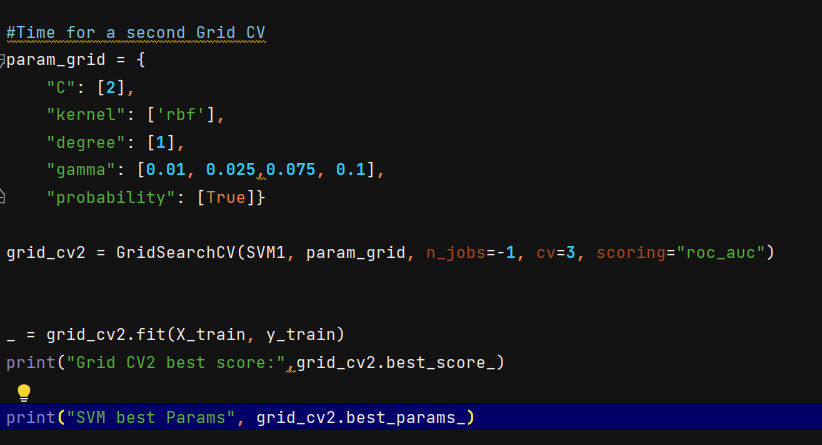 #Time for a second Grid CV
param_grid = {
    "C": [2],
    "kernel": ['rbf'],
    "degree": [1],
    "gamma": [0.01, 0.025,0.075, 0.1],
    "probability": [True]}
grid_cv2 = GridSearchCV(SVM1, param_grid, n_jobs=-1, cv=3, scoring="roc_auc")
_ = grid_cv2.fit(X_train, y_train)
print("Grid CV2 best score:",grid_cv2.best_score_)
print("SVM best Params", grid_cv2.best_params_)